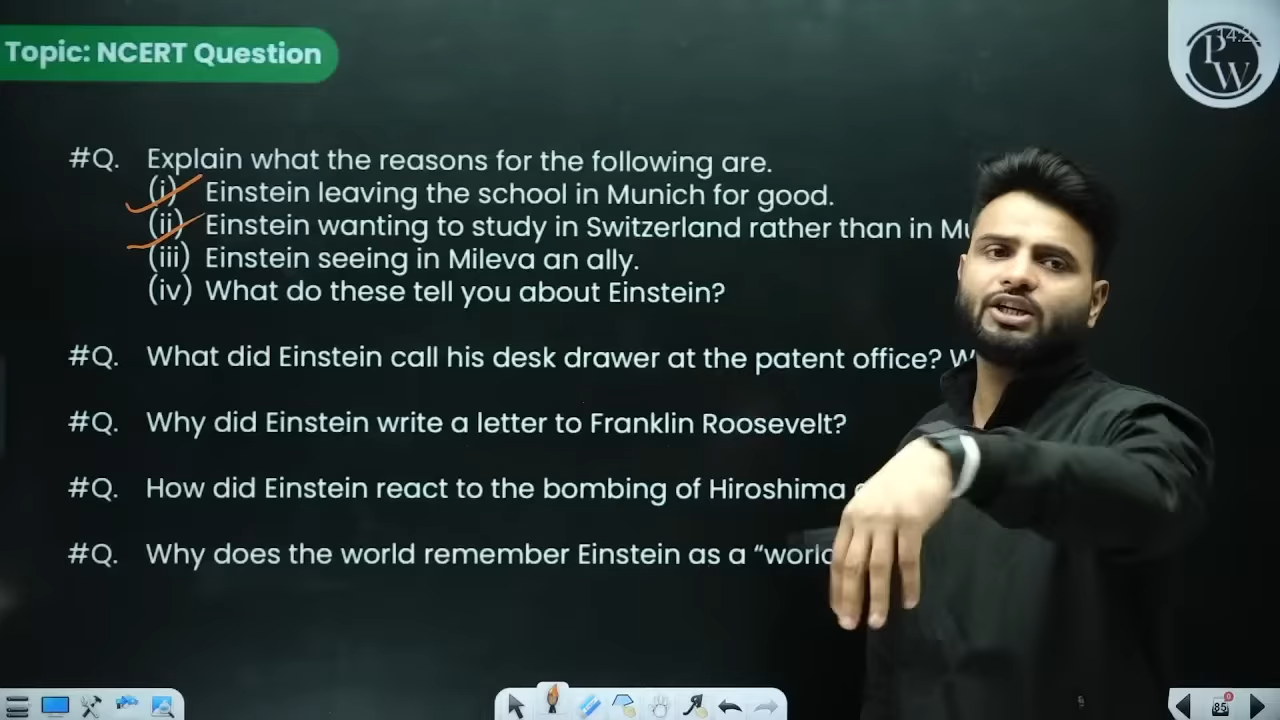 Topic: NCERT Question
14:2
PW
#Q. Explain what the reasons for the following are.
(i) Einstein leaving the school in Munich for good.
(ii) Einstein wanting to study in Switzerland rather than in
(iii) Einstein seeing in Mileva an ally.
(iv) What do these tell you about Einstein?
#Q. What did Einstein call his desk drawer at the patent office?
#Q. Why did Einstein write a letter to Franklin Roosevelt?
#Q. How did Einstein react to the bombing of Hiroshima
#Q. Why does the world remember Einstein as a
85